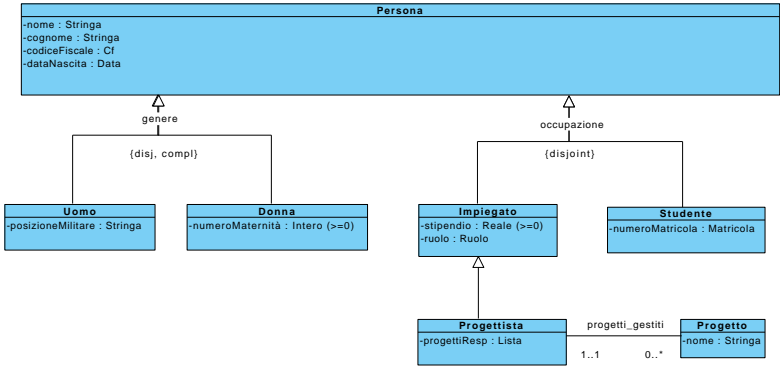 Persona
-nome : Stringa
-cognome : Stringa
-codiceFiscale : Cf
-dataNascita : Data
genere
occupazione
{disj, compl}
{disjoint}
Uomo
-posizioneMilitare : Stringa
Donna
-numeroMaternità : Intero (>=0)
Impiegato
-stipendio : Reale (>=0)
-ruolo : Ruolo
Studente
-numeroMatricola : Matricola
Progettista
-progettiResp : Lista
progetti_gestiti
1..1
0..*
Progetto
-nome : Stringa